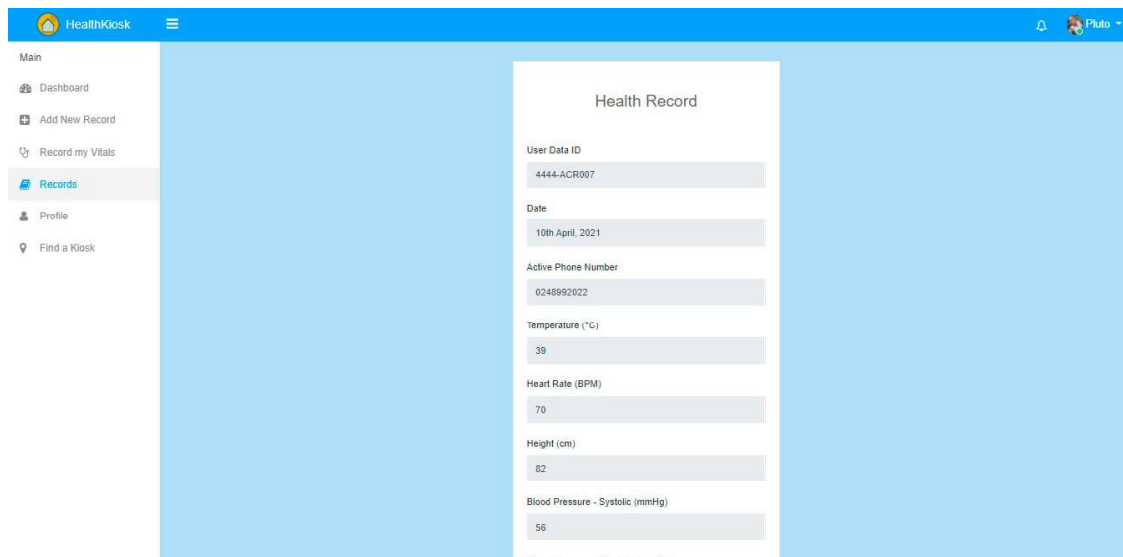 HealthKiosk
Pluto
Main
Dashboard
Add New Record
Record my Vitals
Records
Profile
Find a Kiosk
Health Record
User Data ID
4444-ACR007
Date
10th April, 2021
Active Phone Number
0248992022
Temperature (°C)
39
Heart Rate (BPM)
70
Height (cm)
82
Blood Pressure - Systolic (mmHg)
56